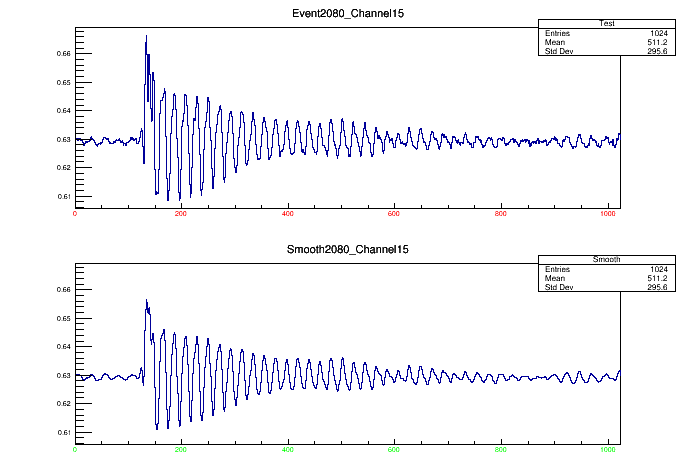 Event2080_Channel15
Test
Entries 1024
Mean 511.2
Std Dev 295.6
0.66
0.65
0.64
0.63
0.62
0.61
0 200 400 600 800 1000
Smooth2080_Channel15
Smooth
Entries 1024
Mean 511.2
Std Dev 295.6
0.66
0.65
0.64
0.63
0.62
0.61
0 200 400 600 800 1000